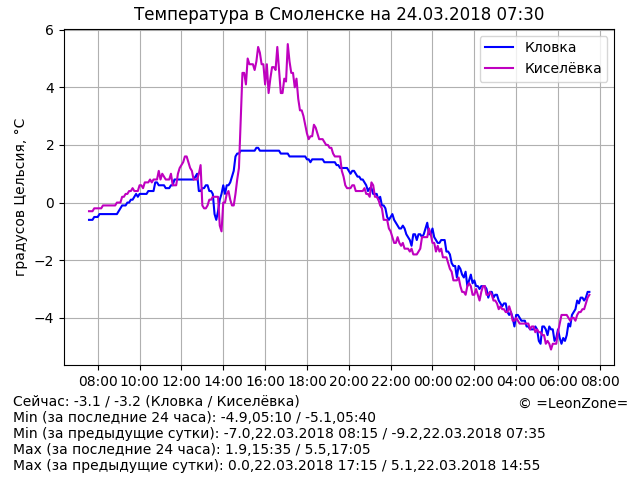 Температура в Смоленске на 24.03.2018 07:30
Кловка
Киселёвка
градусов Цельсия, °C
6
4
2
0
−2
−4
08:00 10:00 12:00 14:00 16:00 18:00 20:00 22:00 00:00 02:00 04:00 06:00 08:00
Сейчас: -3.1 / -3.2 (Кловка / Киселёвка)
© =LeonZone=
Min (за последние 24 часа): -4.9,05:10 / -5.1,05:40
Min (за предыдущие сутки): -7.0,22.03.2018 08:15 / -9.2,22.03.2018 07:35
Max (за последние 24 часа): 1.9,15:35 / 5.5,17:05
Max (за предыдущие сутки): 0.0,22.03.2018 17:15 / 5.1,22.03.2018 14:55